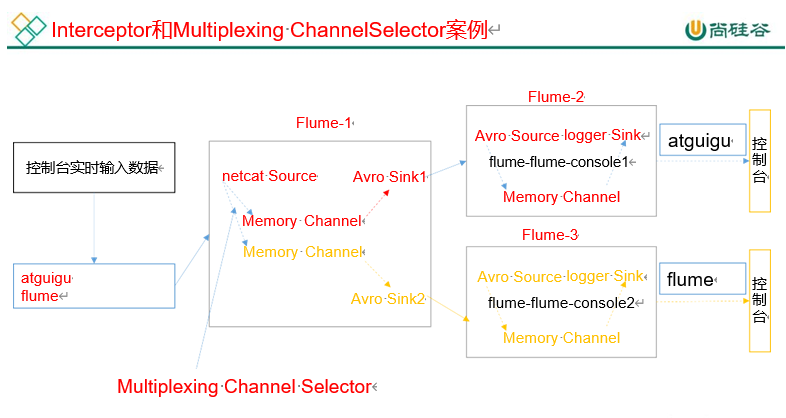 Interceptor和Multiplexing ChannelSelector案例
尚硅谷
Flume-2
Flume-1
Avro Source logger Sink
atguigu
控制台
控制台实时输入数据
netcat Source
Avro Sink1
flume-flume-console1
Memory Channel
Memory Channel
Memory Channel
Flume-3
atguigu
flume
Avro Sink2
Avro Source logger Sink
flume
控制台
flume-flume-console2
Memory Channel
Multiplexing Channel Selector